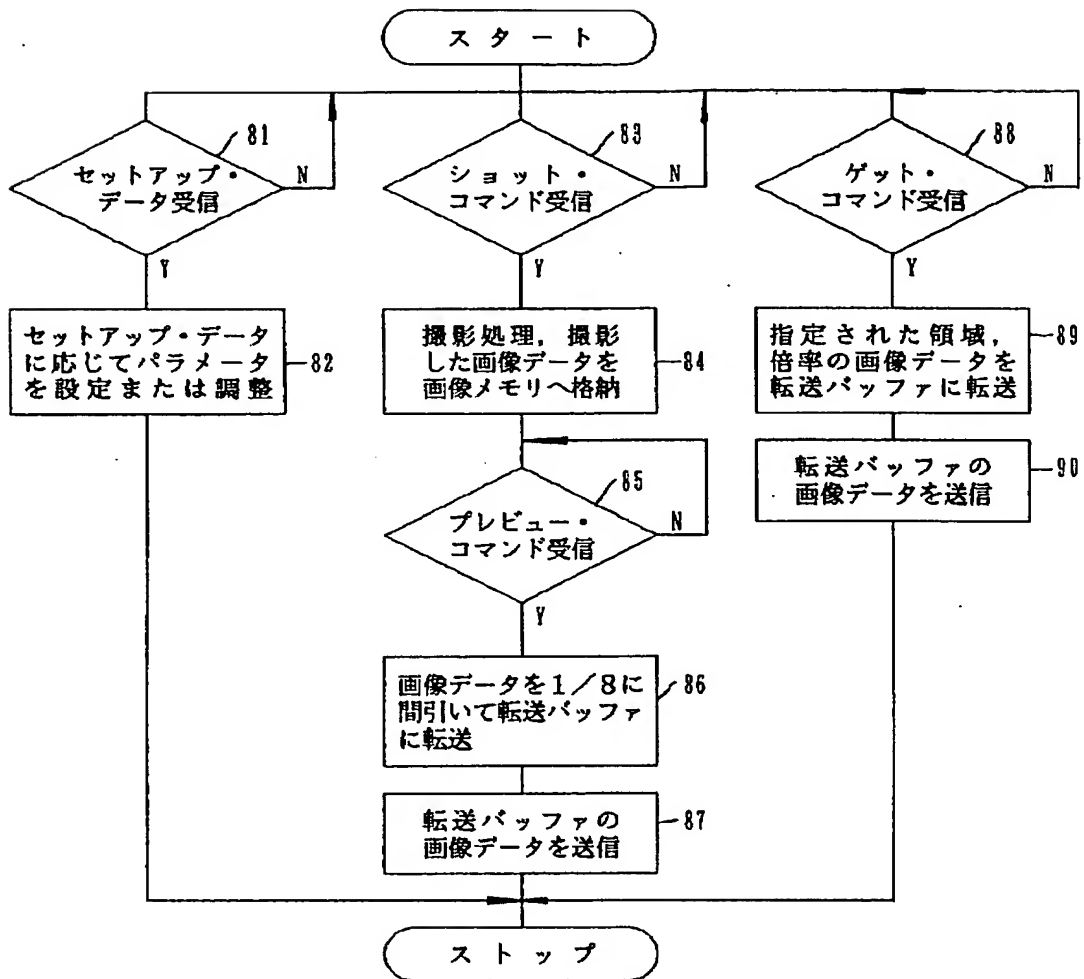 スタート
81
セットアップ・
データ受信
N
Y
セットアップ・データ
に応じてパラメータ
を設定または調整
82
83
ショット・
コマンド受信
N
Y
撮影処理，撮影
した画像データを
画像メモリへ格納
84
85
プレビュー・
コマンド受信
N
Y
画像データを1／8に
間引いて転送バッファ
に転送
86
転送バッファの
画像データを送信
87
88
ゲット・
コマンド受信
N
Y
指定された領域，
倍率の画像データを
転送バッファに転送
89
転送バッファの
画像データを送信
90
ストップ